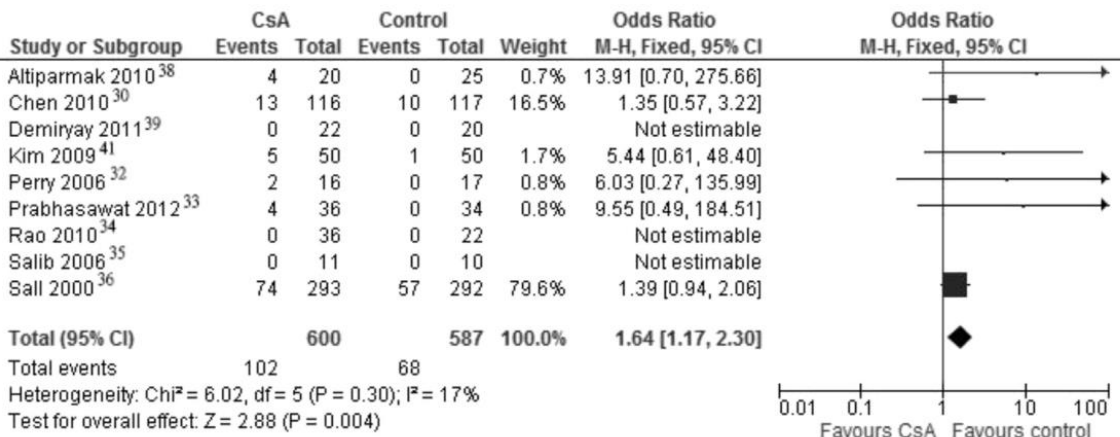 CsA Control Odds Ratio Odds Ratio
Study or Subgroup Events Total Events Total Weight M-H, Fixed, 95% CI M-H, Fixed, 95% CI
Altiparmak 2010 38 4 20 0 25 0.7% 13.91 [0.70, 275.66]
Chen 2010 30 13 116 10 117 16.5% 1.35 [0.57, 3.22]
Demiryay 2011 39 0 22 0 20 Not estimable
Kim 2009 41 5 50 1 50 1.7% 5.44 [0.61, 48.40]
Perry 2006 32 2 16 0 17 0.8% 6.03 [0.27, 135.99]
Prabhasawat 2012 33 4 36 0 34 0.8% 9.55 [0.49, 184.51]
Rao 2010 34 0 36 0 22 Not estimable
Salib 2006 35 0 11 0 10 Not estimable
Sall 2000 36 74 293 57 292 79.6% 1.39 [0.94, 2.06]
Total (95% CI) 600 587 100.0% 1.64 [1.17, 2.30]
Total events 102 68
Heterogeneity: Chi² = 6.02, df = 5 (P = 0.30); I² = 17%
Test for overall effect: Z = 2.88 (P = 0.004)
0.01 0.1 1 10 100
Favours CsA Favours control